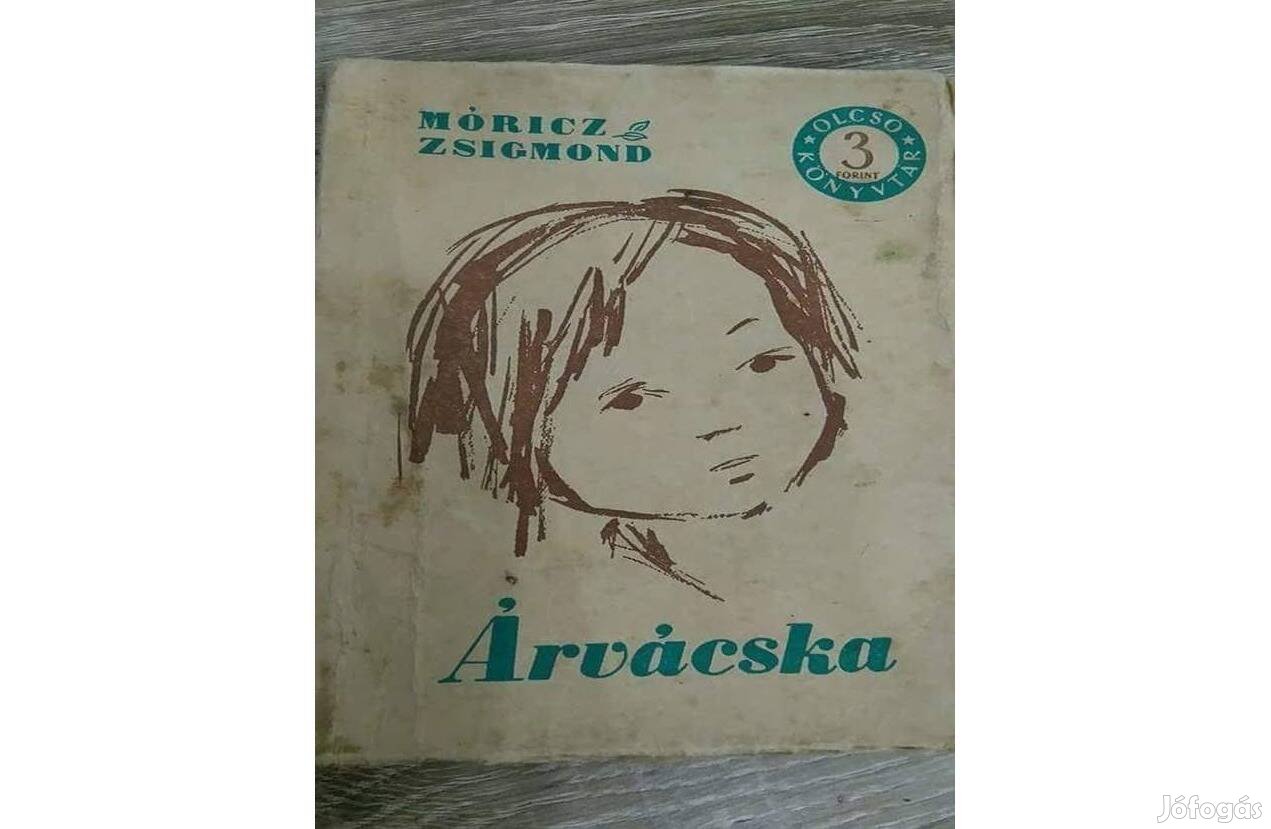 MÓRICZ
ZSIGMOND
OLCSÓ
3
FORINT
KÖNYVTÁR
Árvácska
Jófogás